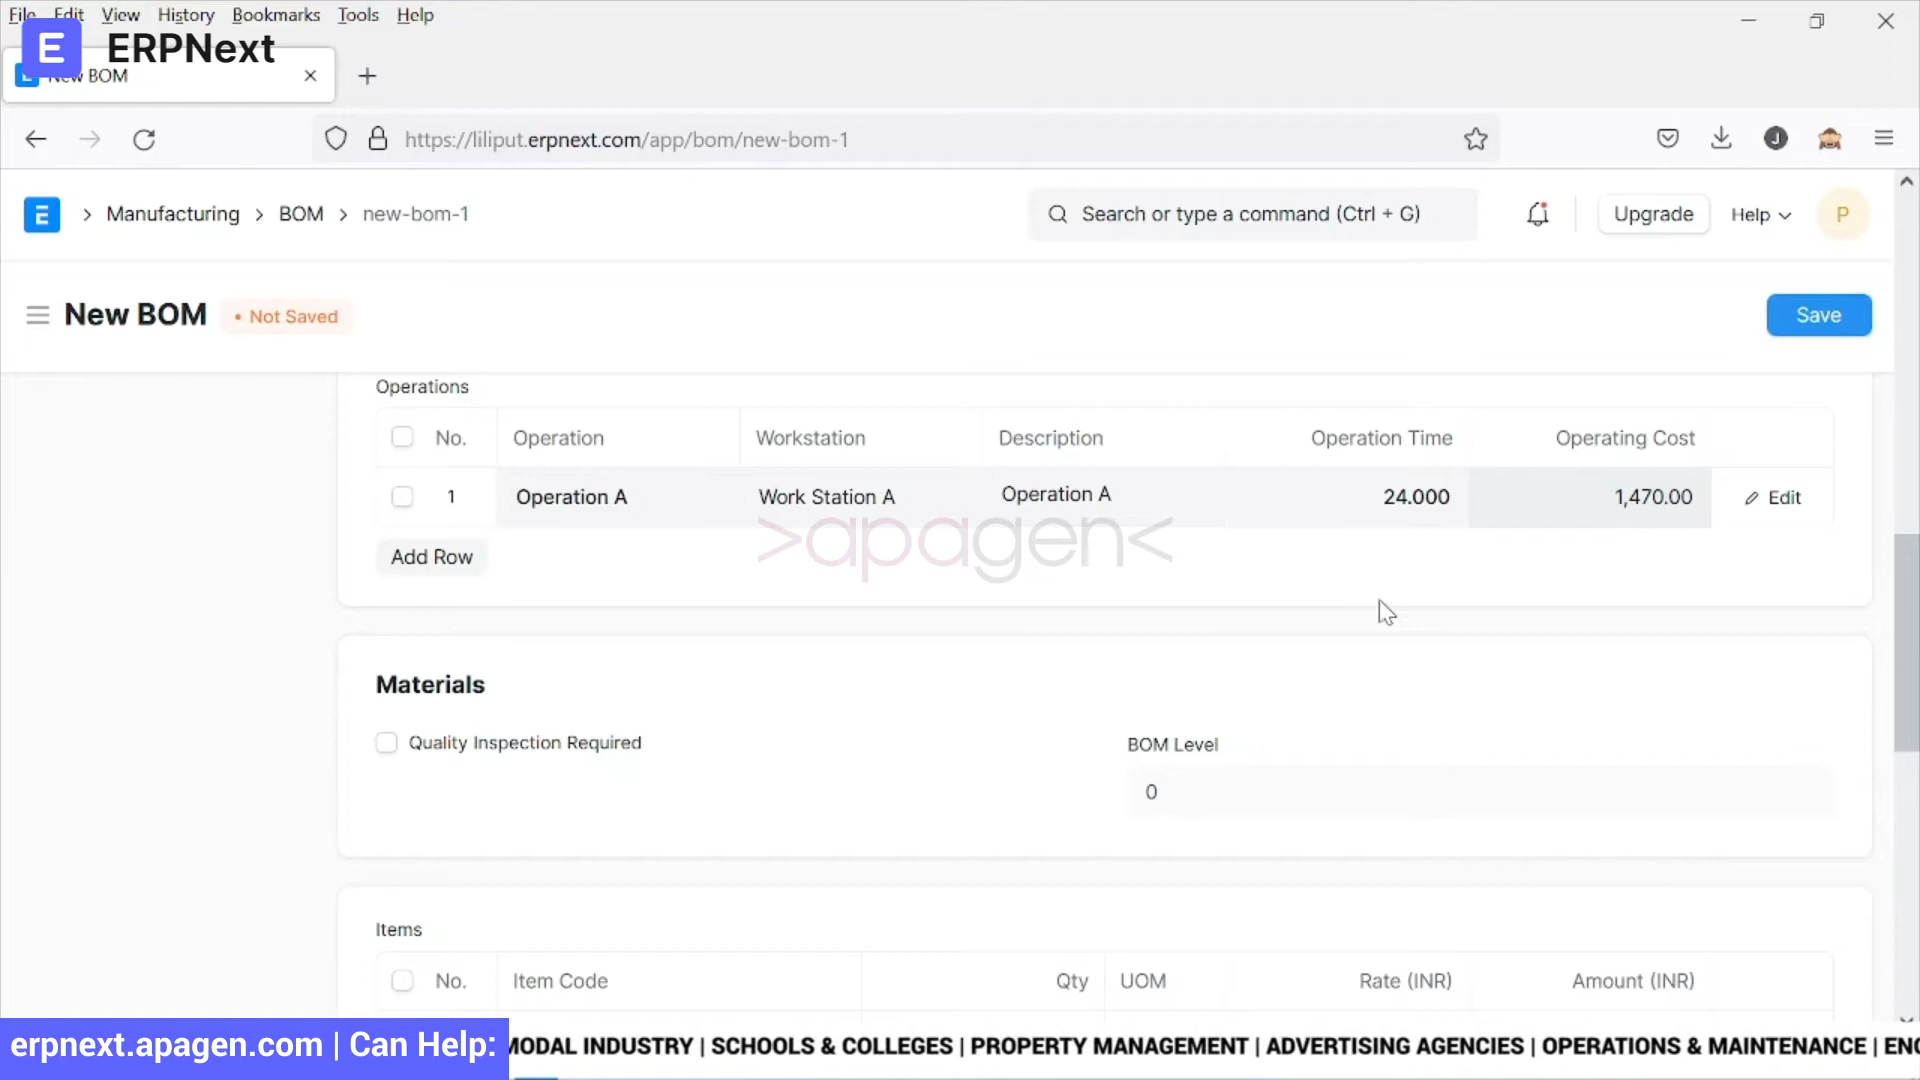 File Edit View History Bookmarks Tools Help
E ERPNext
New BOM
https://liliput.erpnext.com/app/bom/new-bom-1
J
E > Manufacturing > BOM > new-bom-1
Search or type a command (Ctrl + G)
Upgrade
Help
P
New BOM
• Not Saved
Save
Operations
No. Operation Workstation Description Operation Time Operating Cost
1 Operation A Work Station A Operation A 24.000 1,470.00 Edit
>apagen<
Add Row
Materials
Quality Inspection Required
BOM Level
0
Items
No. Item Code Qty UOM Rate (INR) Amount (INR)
erpnext.apagen.com | Can Help: MODAL INDUSTRY | SCHOOLS & COLLEGES | PROPERTY MANAGEMENT | ADVERTISING AGENCIES | OPERATIONS & MAINTENANCE |